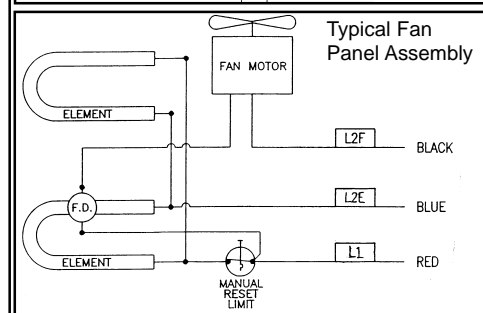 Typical Fan
Panel Assembly
FAN MOTOR
ELEMENT
L2F
BLACK
F.D.
L2E
BLUE
ELEMENT
L1
RED
MANUAL
RESET
LIMIT